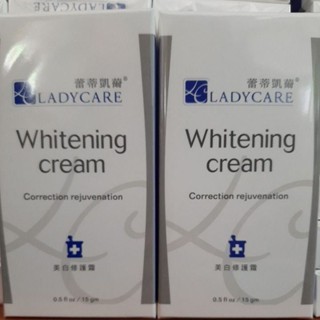 蕾蒂凱爾®
LADYCARE
Whitening
cream
Correction rejuvenation
美白修護霜
0.5 fl oz / 15 gm
蕾蒂凱爾®
LADYCARE
Whitening
cream
Correction rejuvenation
美白修護霜
0.5 fl oz / 15 gm